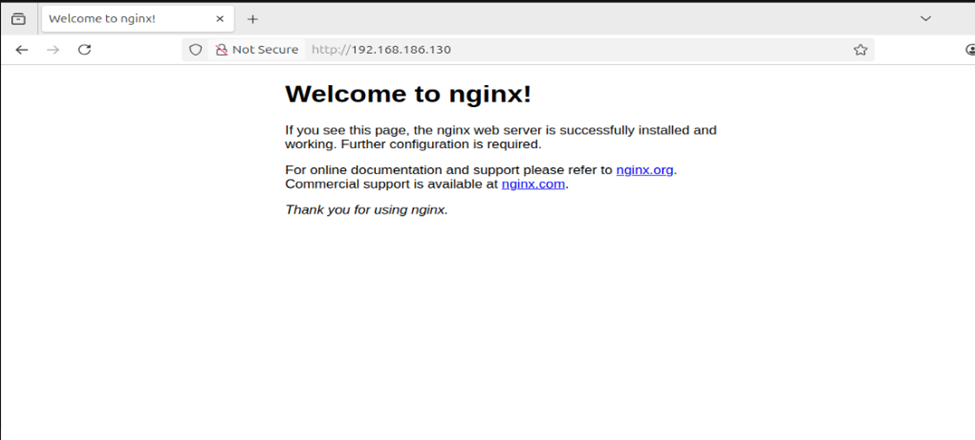 Welcome to nginx!
Not Secure http://192.168.186.130
Welcome to nginx!
If you see this page, the nginx web server is successfully installed and
working. Further configuration is required.
For online documentation and support please refer to nginx.org.
Commercial support is available at nginx.com.
Thank you for using nginx.